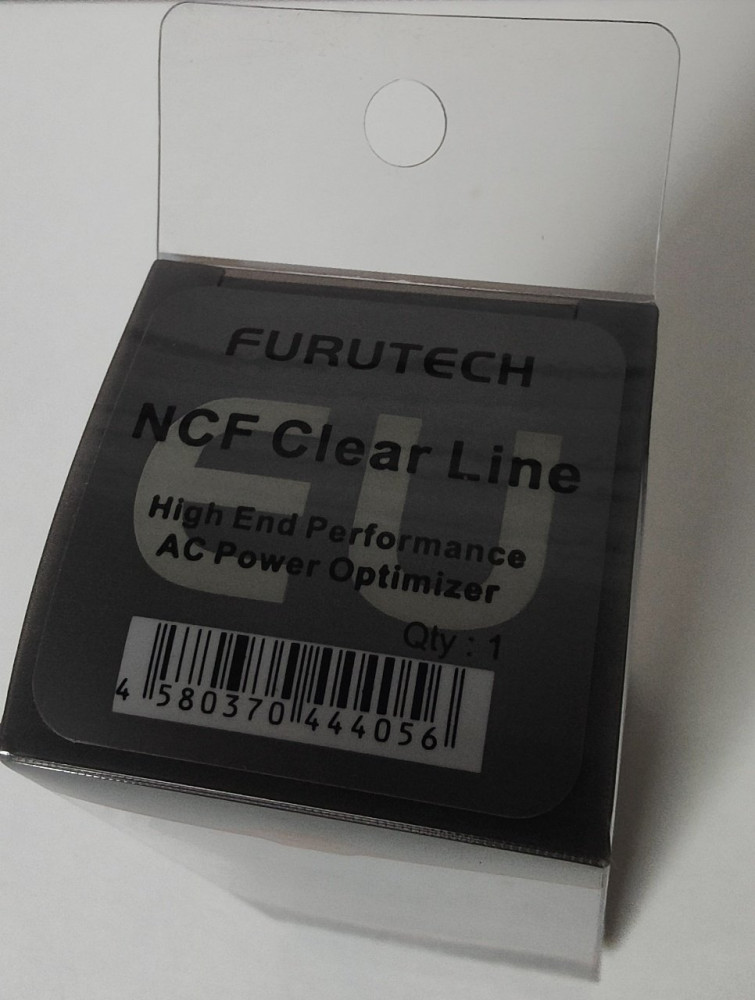 FURUTECH
EU
NCF Clear Line
High End Performance
AC Power Optimizer
Qty : 1
4 580370 444056